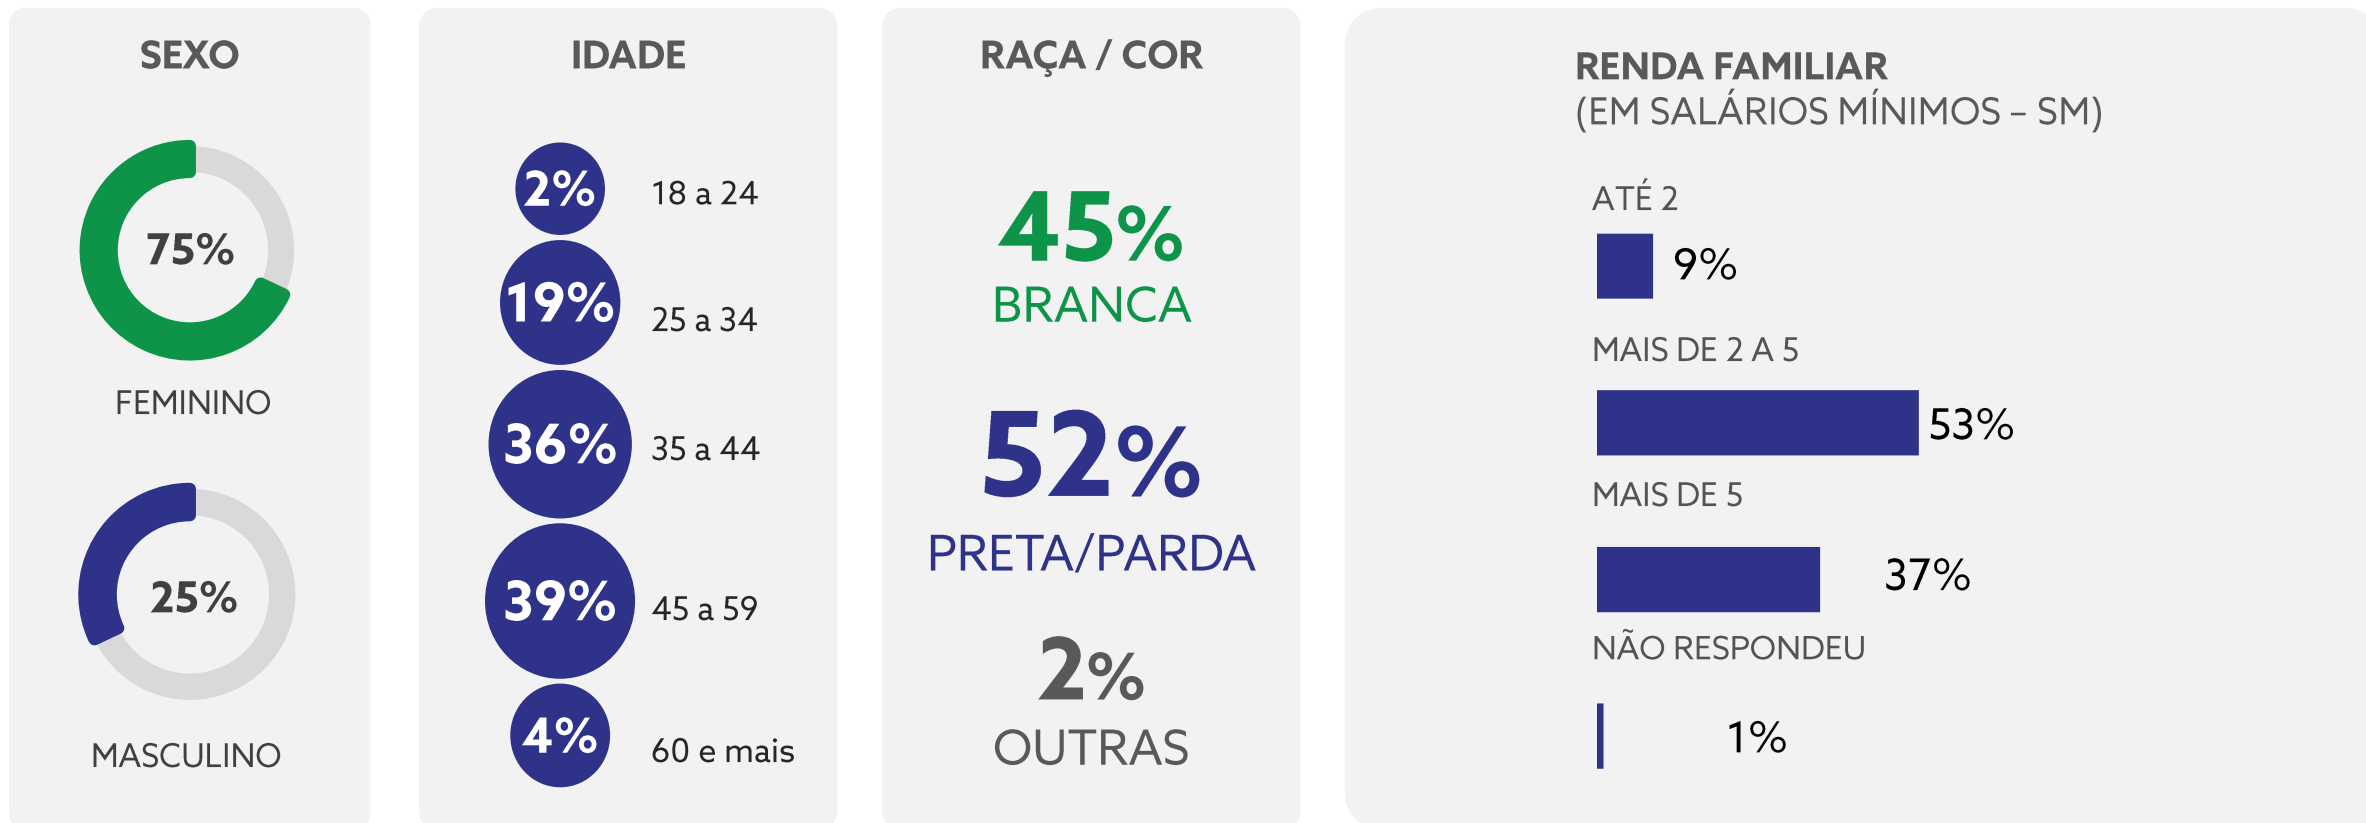 SEXO
75%
FEMININO
25%
MASCULINO
IDADE
2% 18 a 24
19% 25 a 34
36% 35 a 44
39% 45 a 59
4% 60 e mais
RAÇA / COR
45%
BRANCA
52%
PRETA/PARDA
2%
OUTRAS
RENDA FAMILIAR
(EM SALÁRIOS MÍNIMOS – SM)
ATÉ 2
9%
MAIS DE 2 A 5
53%
MAIS DE 5
37%
NÃO RESPONDEU
1%